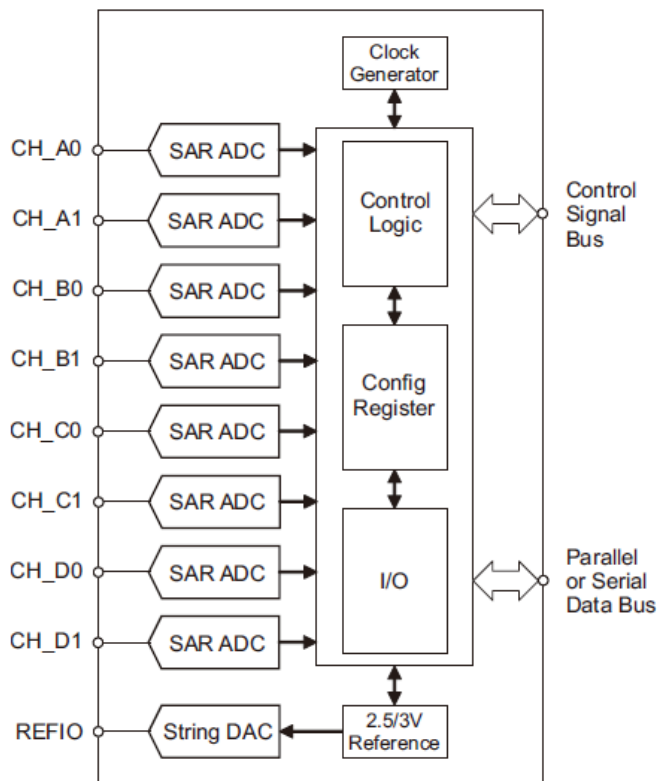 Clock
Generator
CH_A0
SAR ADC
CH_A1
SAR ADC
CH_B0
SAR ADC
CH_B1
SAR ADC
CH_C0
SAR ADC
CH_C1
SAR ADC
CH_D0
SAR ADC
CH_D1
SAR ADC
REFIO
String DAC
Control
Logic
Config
Register
I/O
2.5/3V
Reference
Control
Signal
Bus
Parallel
or Serial
Data Bus